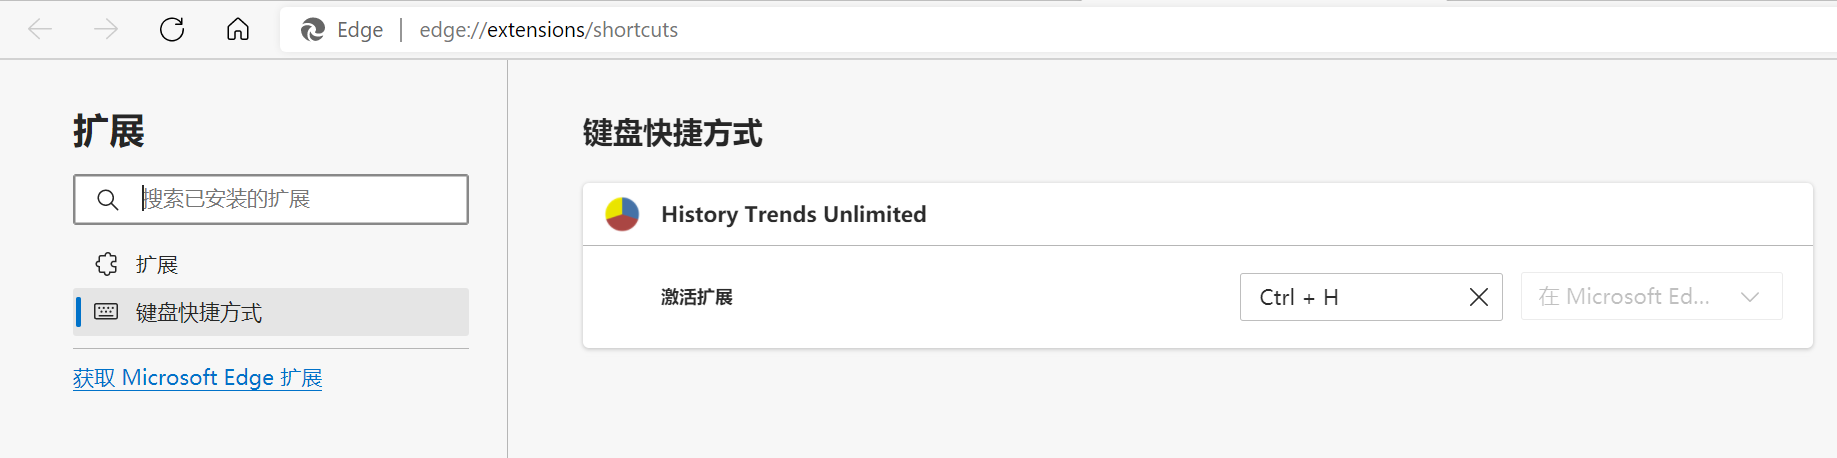 Edge | edge://extensions/shortcuts
扩展
搜索已安装的扩展
扩展
键盘快捷方式
获取 Microsoft Edge 扩展
键盘快捷方式
History Trends Unlimited
激活扩展
Ctrl + H
在 Microsoft Ed...